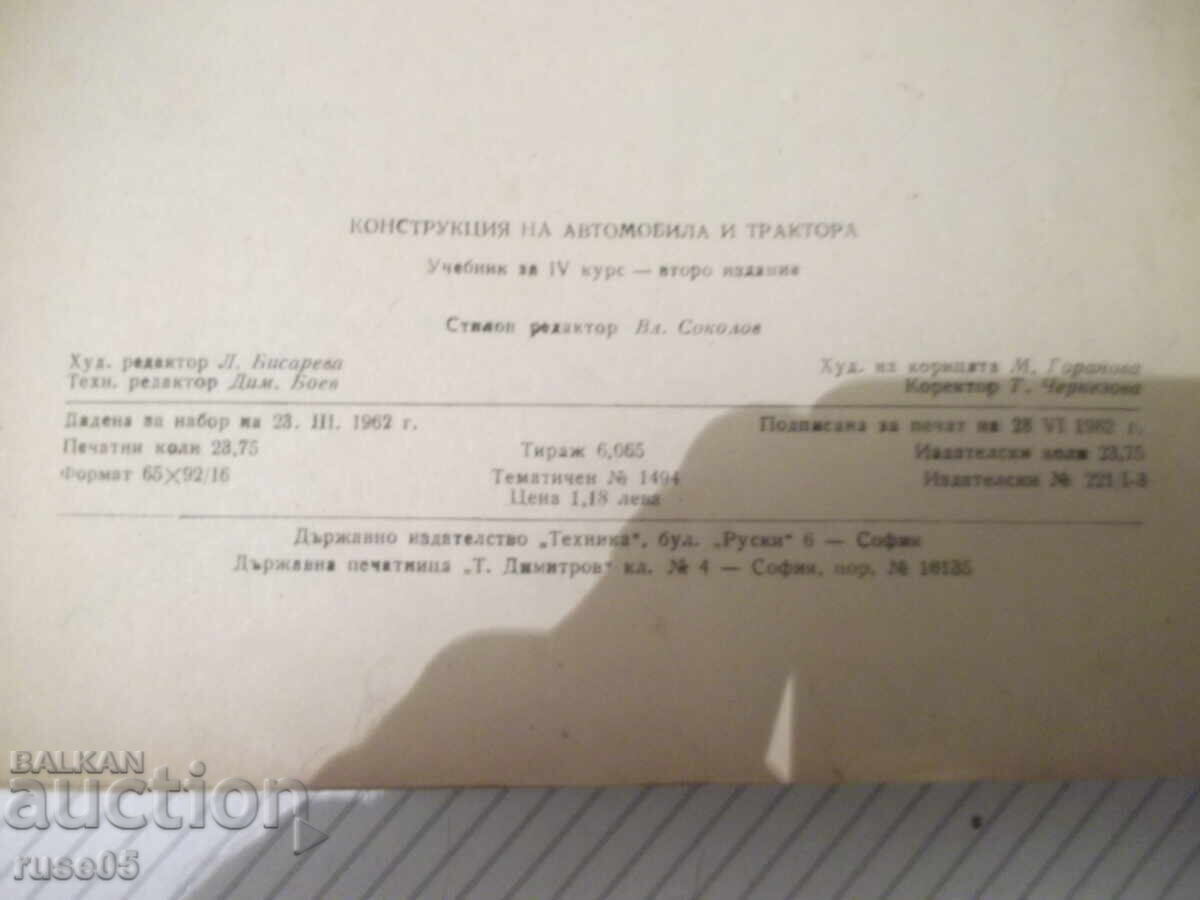 КОНСТРУКЦИЯ НА АВТОМОБИЛА И ТРАКТОРА
Учебник за IV курс — второ издание
Стилов редактор Вл. Соколов
Худ. редактор Л. Бисарева
Худ. на корицата М. Горанова
Техн. редактор Дим. Боев
Коректор Т. Черкезова
Дадена за набор на 23. III. 1962 г.
Подписана за печат на 23 VI 1962 г.
Печатни коли 23,75
Тираж 6,065
Издателски коли 23,75
Формат 65×92/16
Тематичен № 1494
Издателски № 221 I-3
Цена 1,18 лева
Държавно издателство „Техника", бул. „Руски" 6 — София
Държавна печатница „Т. Димитров" кл. № 4 — София, пор. № 16135
BALKAN
auction
ruse05